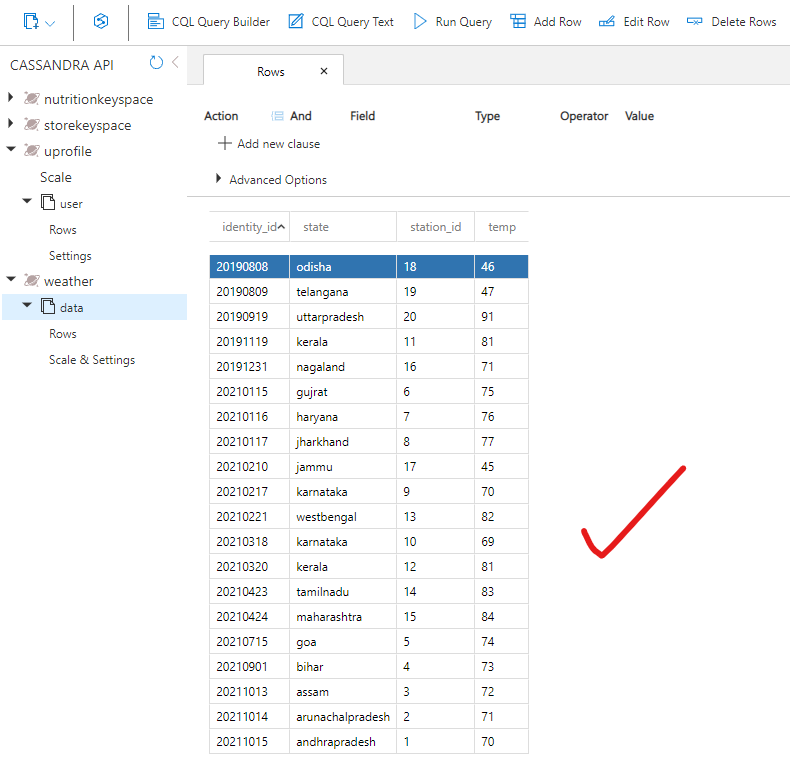 CQL Query Builder CQL Query Text Run Query Add Row Edit Row Delete Rows
CASSANDRA API
nutritionkeyspace
storekeyspace
uprofile
Scale
user
Rows
Settings
weather
data
Rows
Scale & Settings
Rows
Action And Field Type Operator Value
Add new clause
Advanced Options
identity_id state station_id temp
20190808 odisha 18 46
20190809 telangana 19 47
20190919 uttarpradesh 20 91
20191119 kerala 11 81
20191231 nagaland 16 71
20210115 gujrat 6 75
20210116 haryana 7 76
20210117 jharkhand 8 77
20210210 jammu 17 45
20210217 karnataka 9 70
20210221 westbengal 13 82
20210318 karnataka 10 69
20210320 kerala 12 81
20210423 tamilnadu 14 83
20210424 maharashtra 15 84
20210715 goa 5 74
20210901 bihar 4 73
20211013 assam 3 72
20211014 arunachalpradesh 2 71
20211015 andhrapradesh 1 70